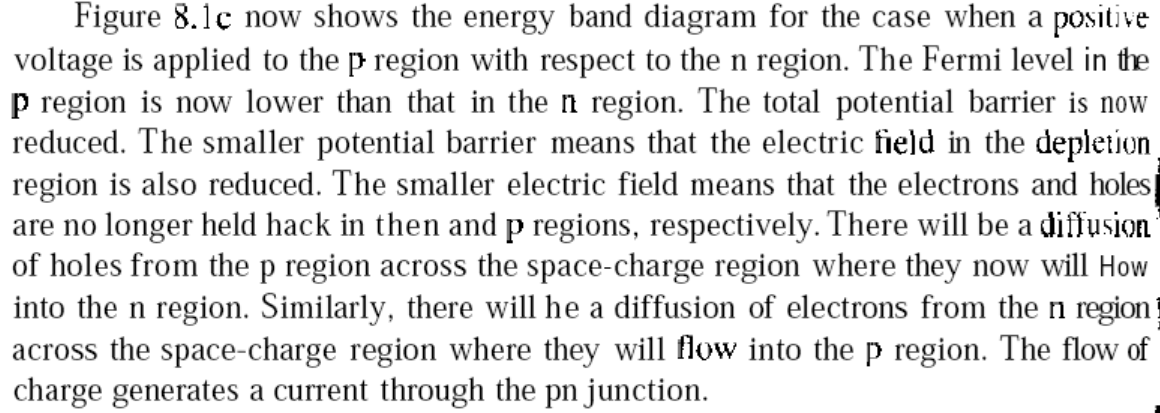 Figure 8.1c now shows the energy band diagram for the case when a positive
voltage is applied to the p region with respect to the n region. The Fermi level in the
p region is now lower than that in the n region. The total potential barrier is now
reduced. The smaller potential barrier means that the electric field in the depletion
region is also reduced. The smaller electric field means that the electrons and holes
are no longer held hack in then and p regions, respectively. There will be a diffusion
of holes from the p region across the space-charge region where they now will How
into the n region. Similarly, there will he a diffusion of electrons from the n region
across the space-charge region where they will flow into the p region. The flow of
charge generates a current through the pn junction.